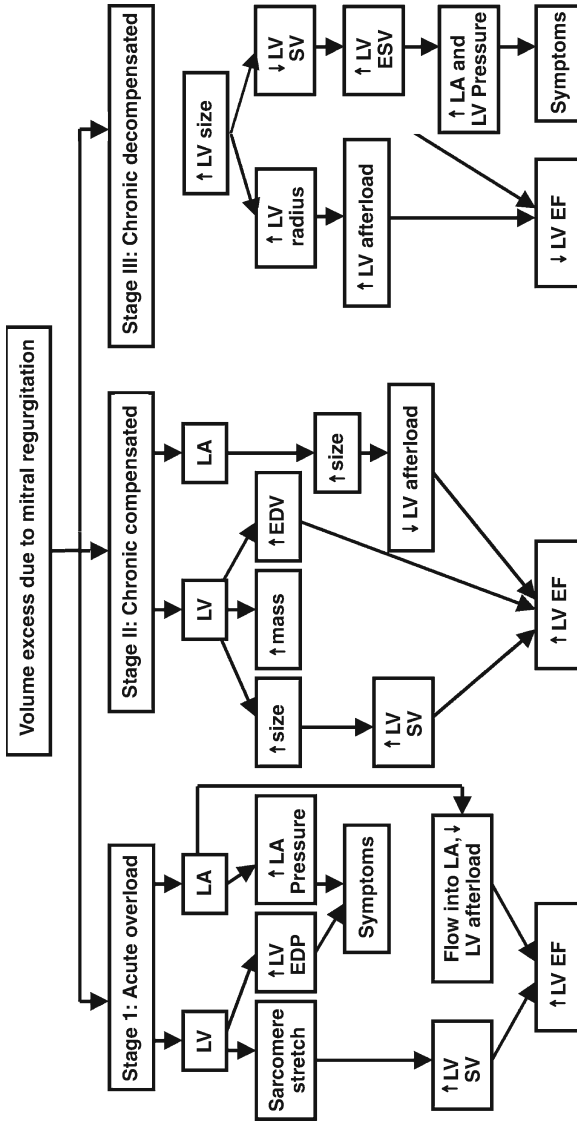 Volume excess due to mitral regurgitation
Stage 1: Acute overload
LV
LA
Sarcomere
stretch
↑LV
EDP
↑LA
Pressure
Symptoms
↑LV
SV
Flow into LA,↓
LV afterload
↑LV EF
Stage II: Chronic compensated
LV
LA
↑size
↑mass
↑EDV
↑size
↑LV
SV
↓LV afterload
↑LV EF
Stage III: Chronic decompensated
↑LV size
↑LV
radius
↓LV
SV
↑LV afterload
↑LV
ESV
↑LA and
LV Pressure
↓LV EF
Symptoms